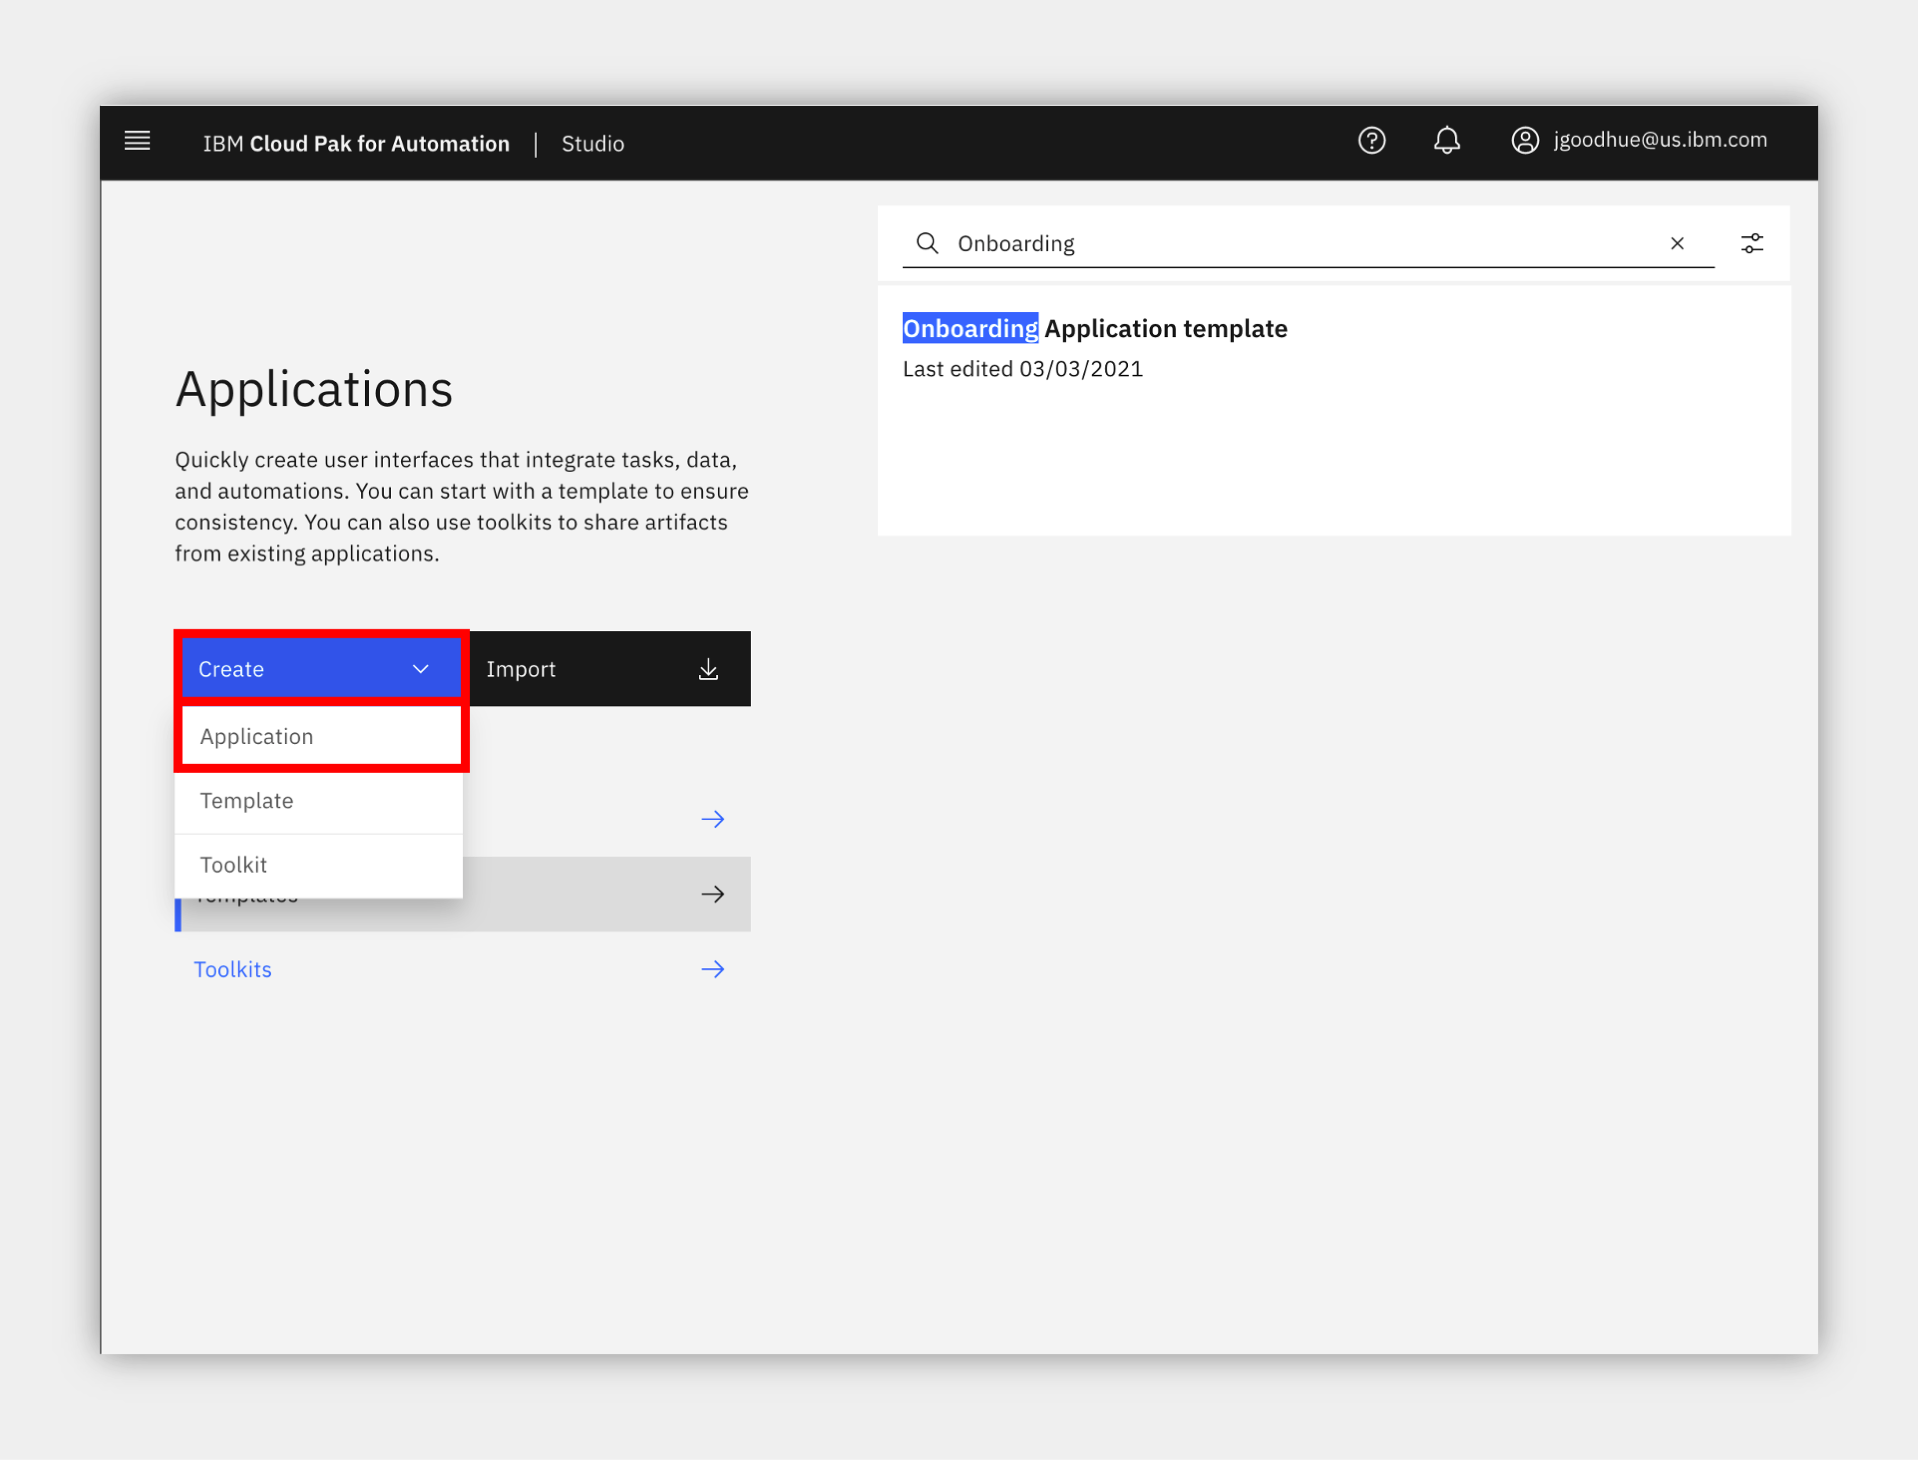 IBM Cloud Pak for Automation | Studio
jgoodhue@us.ibm.com
Onboarding
Onboarding Application template
Last edited 03/03/2021
Applications
Quickly create user interfaces that integrate tasks, data,
and automations. You can start with a template to ensure
consistency. You can also use toolkits to share artifacts
from existing applications.
Create
Import
Application
Template
Toolkit
Templates
Toolkits